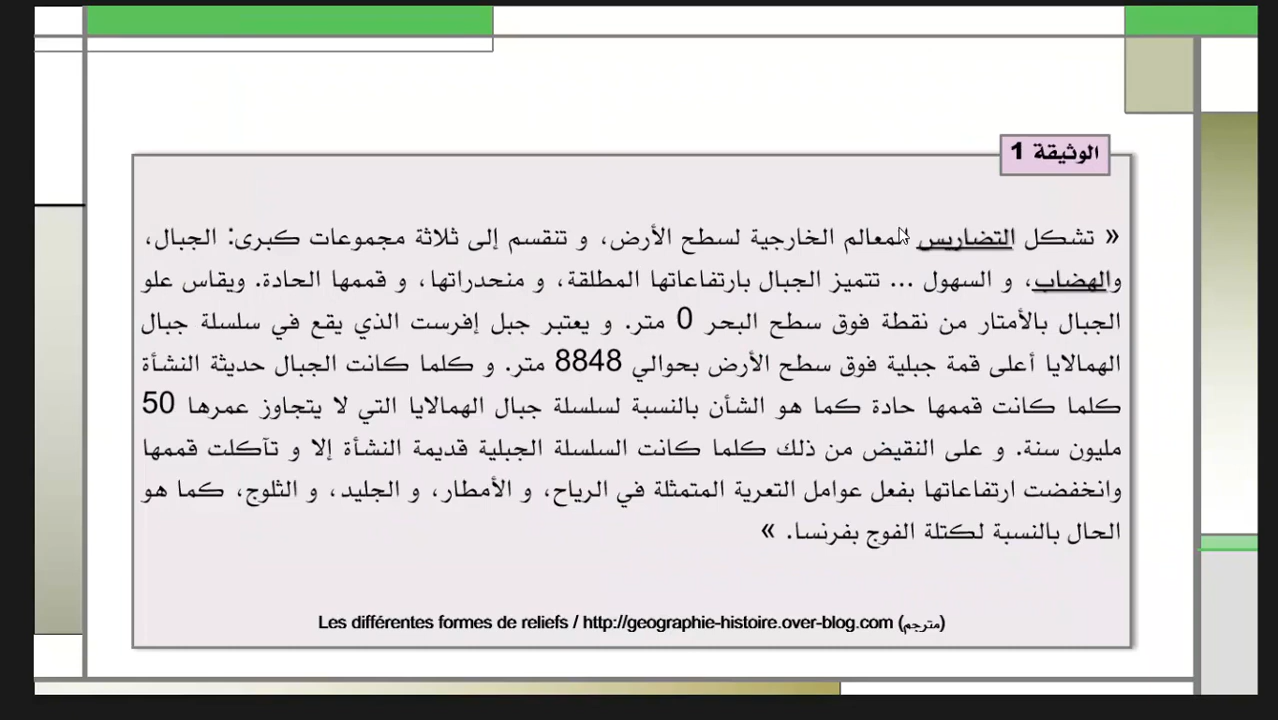 الوثيقة 1
« تشكل التضاريس المعالم الخارجية لسطح الأرض، و تنقسم إلى ثلاثة مجموعات كبرى: الجبال،
والهضاب، و السهول ... تتميز الجبال بارتفاعاتها المطلقة، و منحدراتها، و قممها الحادة. ويقاس علو
الجبال بالأمتار من نقطة فوق سطح البحر 0 متر. و يعتبر جبل إفرست الذي يقع في سلسلة جبال
الهمالايا أعلى قمة جبلية فوق سطح الأرض بحوالي 8848 متر. و كلما كانت الجبال حديثة النشأة
كلما كانت قممها حادة كما هو الشأن بالنسبة لسلسلة جبال الهمالايا التي لا يتجاوز عمرها 50
مليون سنة. و على النقيض من ذلك كلما كانت السلسلة الجبلية قديمة النشأة إلا و تآكلت قممها
وانخفضت ارتفاعاتها بفعل عوامل التعرية المتمثلة في الرياح، و الأمطار، و الجليد، و الثلوج، كما هو
الحال بالنسبة لكتلة الفوج بفرنسا. »
Les différentes formes de reliefs / http://geographie-histoire.over-blog.com (مترجم)